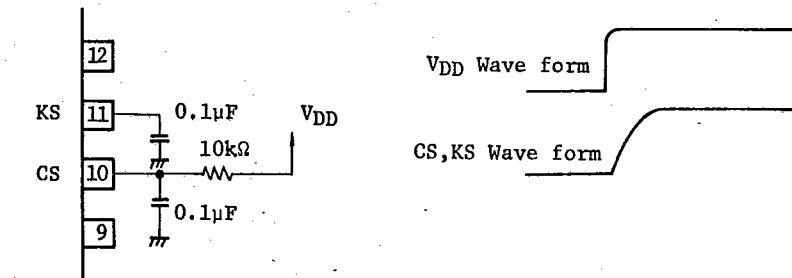 12
KS 11 0.1μF VDD
10kΩ
CS 10
0.1μF
9
VDD Wave form
CS,KS Wave form